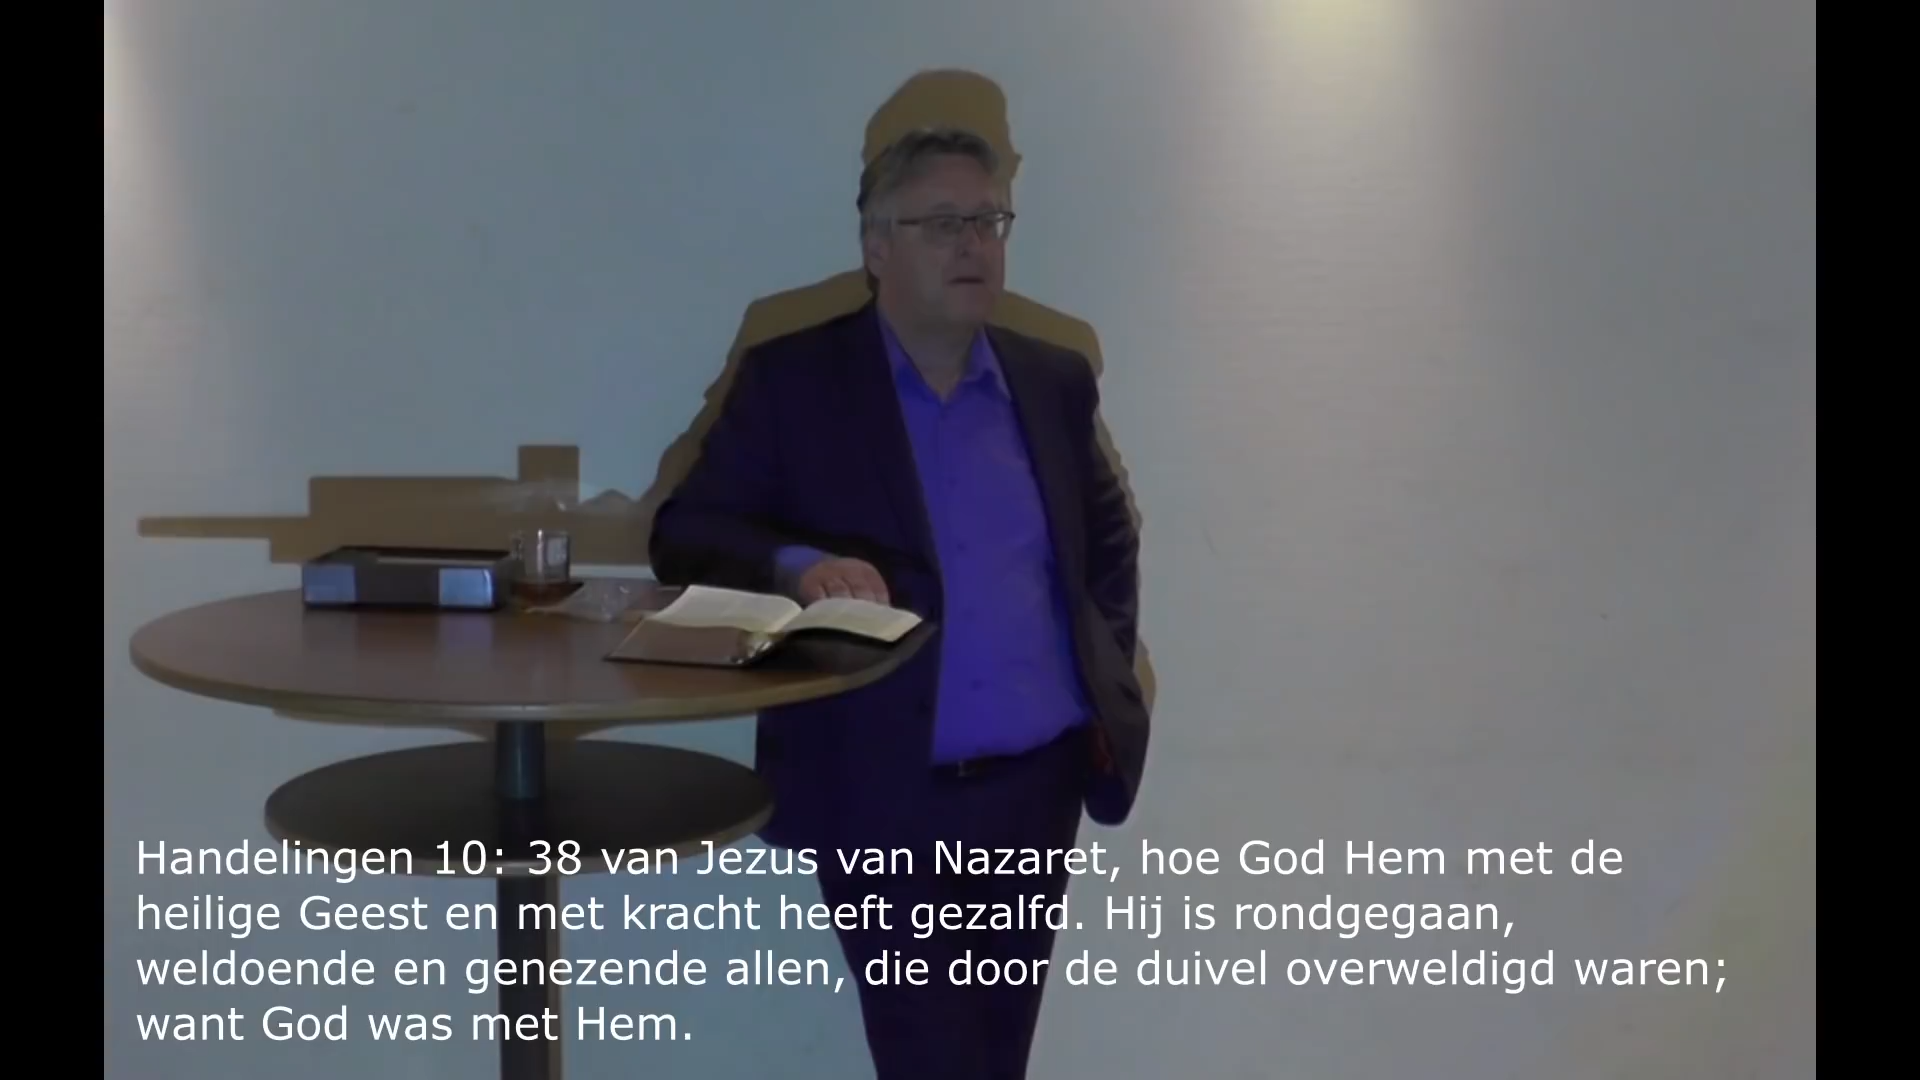 Handelingen 10: 38 van Jezus van Nazaret, hoe God Hem met de
heilige Geest en met kracht heeft gezalfd. Hij is rondgegaan,
weldoende en genezende allen, die door de duivel overweldigd waren;
want God was met Hem.